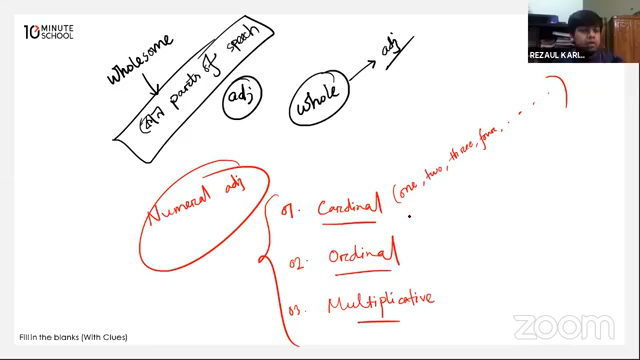 10 MINUTE SCHOOL
REZAUL KARI..
wholesome
কোন parts of speech
adj
whole
adj
Numeral adj
01. Cardinal (one, two, three, four, ......)
02. Ordinal
03. Multiplicative
Fill in the blanks (With Clues)
zoom